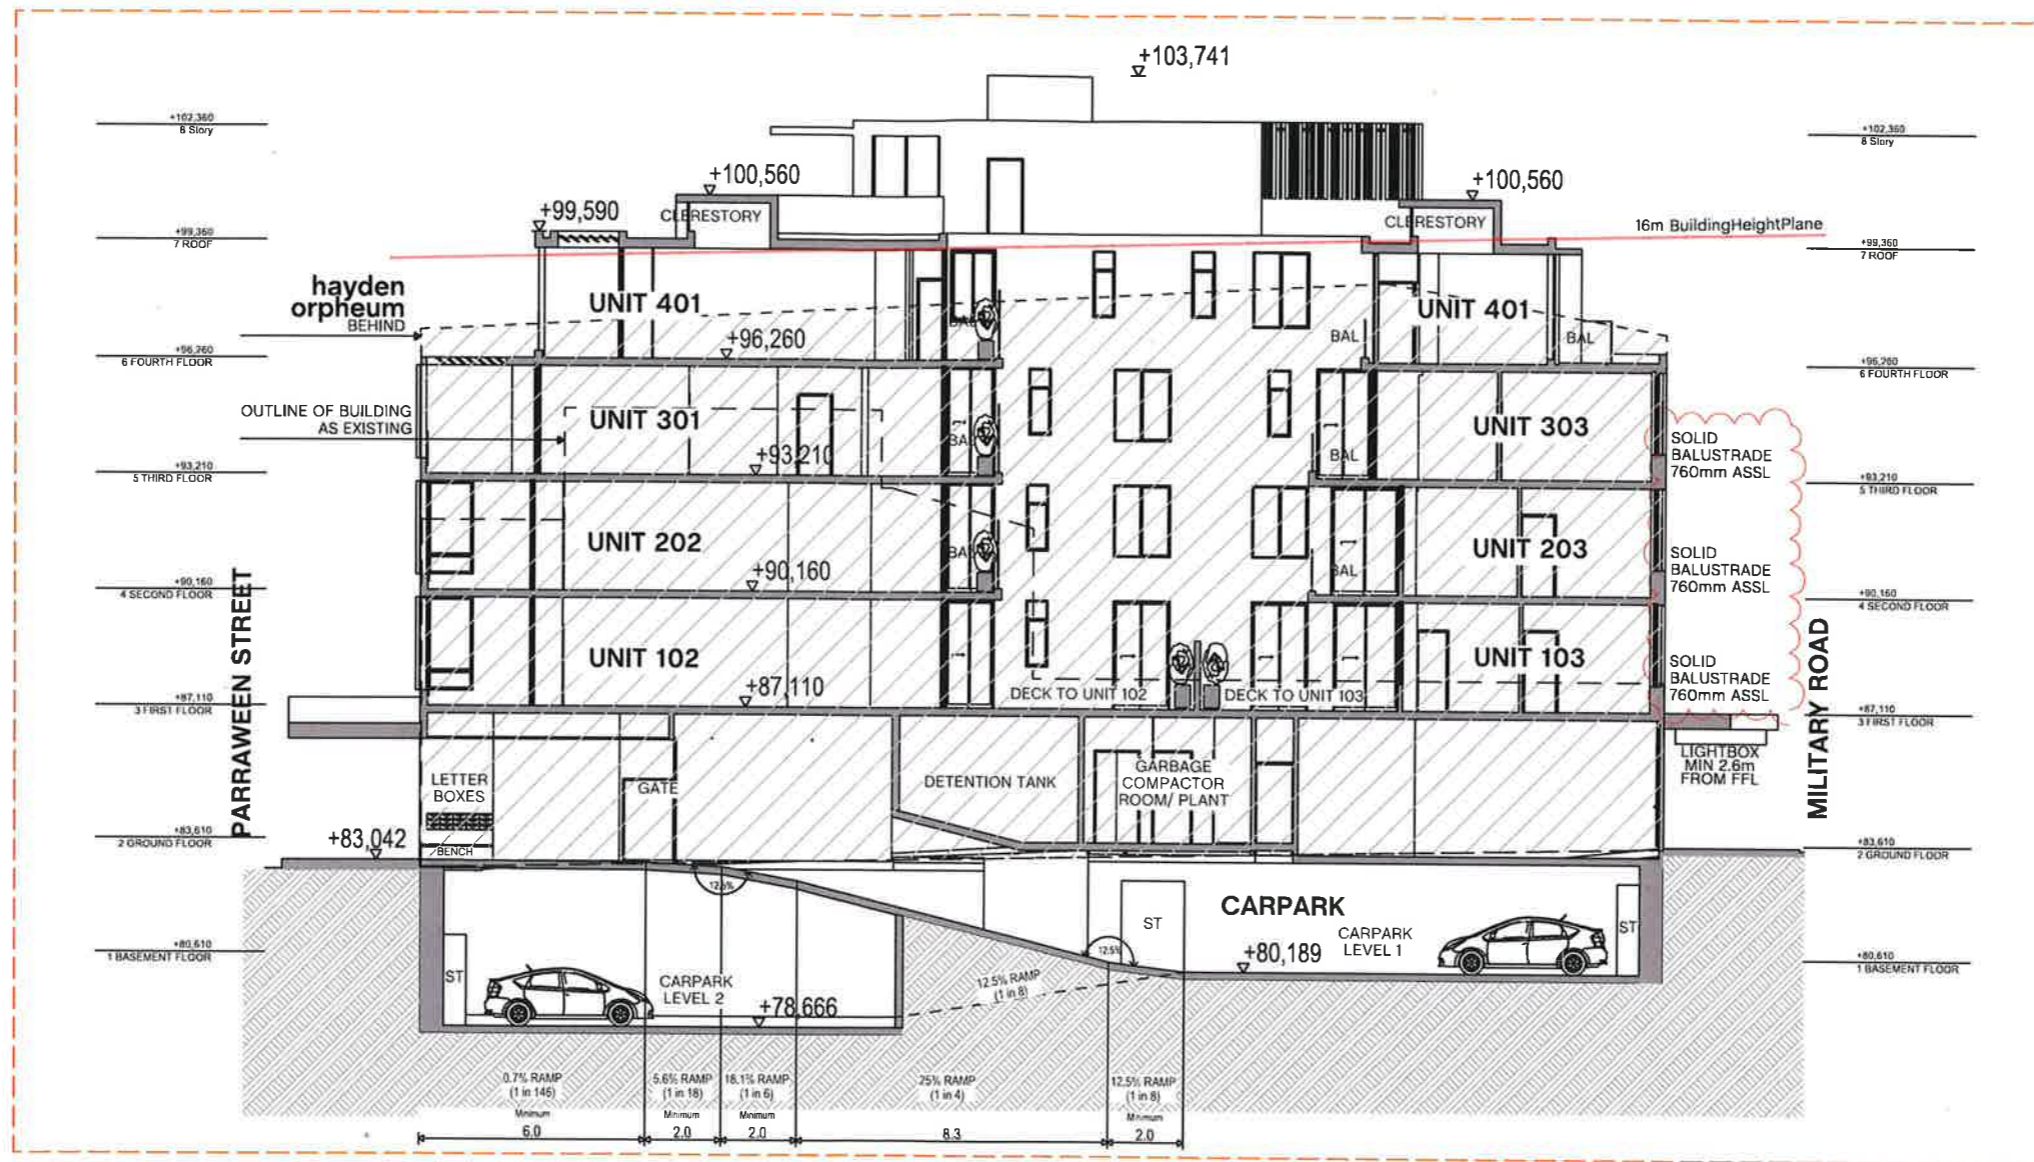 +103,741
+102,360
8 Story
+102,360
8 Story
+100,560
+100,560
+99,590
CLERESTORY
CLERESTORY
16m BuildingHeightPlane
+99,360
7 ROOF
+99,360
7 ROOF
hayden
orpheum
BEHIND
UNIT 401
UNIT 401
BAL
BAL
BAL
+96,260
+96,260
6 FOURTH FLOOR
+96,260
6 FOURTH FLOOR
OUTLINE OF BUILDING
AS EXISTING
UNIT 301
BAL
BAL
UNIT 303
SOLID
BALUSTRADE
760mm ASSL
+93,210
+93,210
5 THIRD FLOOR
+93,210
5 THIRD FLOOR
UNIT 202
BAL
BAL
UNIT 203
SOLID
BALUSTRADE
760mm ASSL
+90,160
+90,160
4 SECOND FLOOR
+90,160
4 SECOND FLOOR
PARRAWEEN STREET
MILITARY ROAD
UNIT 102
UNIT 103
SOLID
BALUSTRADE
760mm ASSL
+87,110
DECK TO UNIT 102
DECK TO UNIT 103
+87,110
3 FIRST FLOOR
+87,110
3 FIRST FLOOR
LIGHTBOX
MIN 2.6m
FROM FFL
LETTER
BOXES
GATE
DETENTION TANK
GARBAGE
COMPACTOR
ROOM/ PLANT
BENCH
+83,042
+83,610
2 GROUND FLOOR
+83,610
2 GROUND FLOOR
12.5%
CARPARK
ST
ST
CARPARK
LEVEL 1
+80,189
12.5%
+80,610
1 BASEMENT FLOOR
+80,610
1 BASEMENT FLOOR
ST
CARPARK
LEVEL 2
+78,666
12.5% RAMP
(1 in 8)
0.7% RAMP
(1 in 146)
Minimum
5.6% RAMP
(1 in 18)
Minimum
18.1% RAMP
(1 in 6)
Minimum
25% RAMP
(1 in 4)
12.5% RAMP
(1 in 8)
Minimum
6.0
2.0
2.0
8.3
2.0